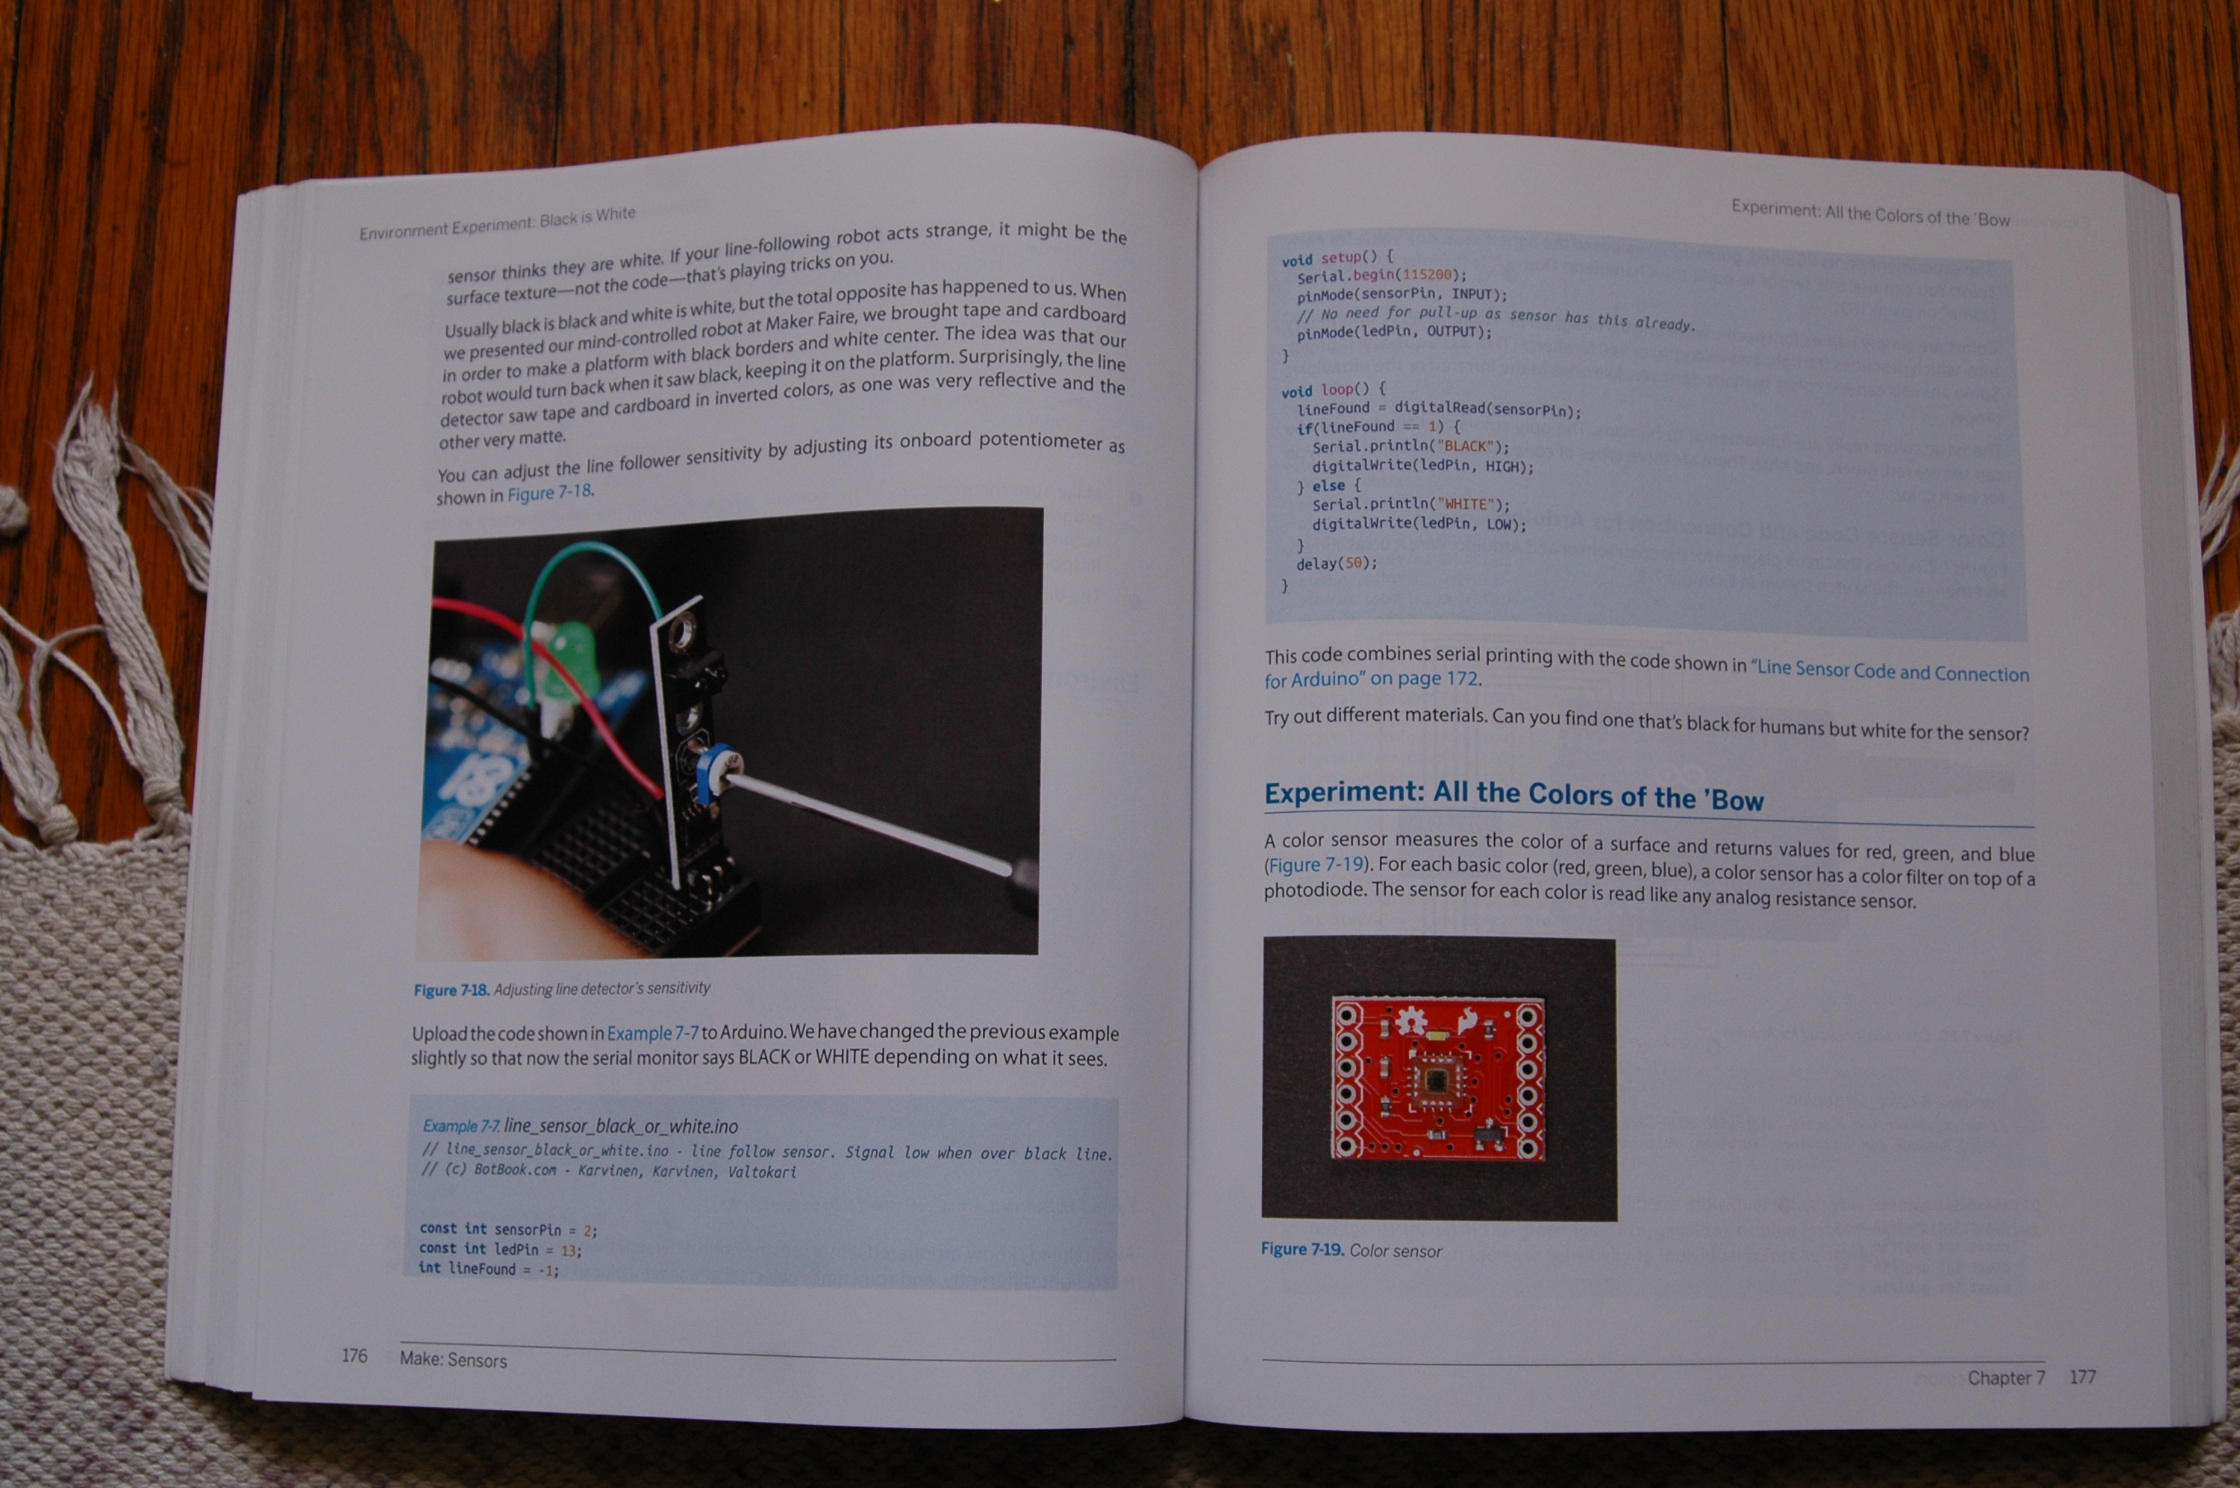 Environment Experiment: Black is White
sensor thinks they are white. If your line-following robot acts strange, it might be the
surface texture—not the code—that's playing tricks on you.
Usually black is black and white is white, but the total opposite has happened to us. When
we presented our mind-controlled robot at Maker Faire, we brought tape and cardboard
in order to make a platform with black borders and white center. The idea was that our
robot would turn back when it saw black, keeping it on the platform. Surprisingly, the line
detector saw tape and cardboard in inverted colors, as one was very reflective and the
other very matte.
You can adjust the line follower sensitivity by adjusting its onboard potentiometer as
shown in Figure 7-18.
Figure 7-18. Adjusting line detector's sensitivity
Upload the code shown in Example 7-7 to Arduino. We have changed the previous example
slightly so that now the serial monitor says BLACK or WHITE depending on what it sees.
Example 7-7. line_sensor_black_or_white.ino
// line_sensor_black_or_white.ino - line follow sensor. Signal low when over black line.
// (c) BotBook.com - Karvinen, Karvinen, Valtokari
const int sensorPin = 2;
const int ledPin = 13;
int lineFound = -1;
176 Make: Sensors
Experiment: All the Colors of the 'Bow
void setup() {
Serial.begin(115200);
pinMode(sensorPin, INPUT);
// No need for pull-up as sensor has this already.
pinMode(ledPin, OUTPUT);
}
void loop() {
lineFound = digitalRead(sensorPin);
if(lineFound == 1) {
Serial.println("BLACK");
digitalWrite(ledPin, HIGH);
} else {
Serial.println("WHITE");
digitalWrite(ledPin, LOW);
}
delay(50);
}
This code combines serial printing with the code shown in "Line Sensor Code and Connection
for Arduino" on page 172.
Try out different materials. Can you find one that's black for humans but white for the sensor?
Experiment: All the Colors of the 'Bow
A color sensor measures the color of a surface and returns values for red, green, and blue
(Figure 7-19). For each basic color (red, green, blue), a color sensor has a color filter on top of a
photodiode. The sensor for each color is read like any analog resistance sensor.
Figure 7-19. Color sensor
Chapter 7 177